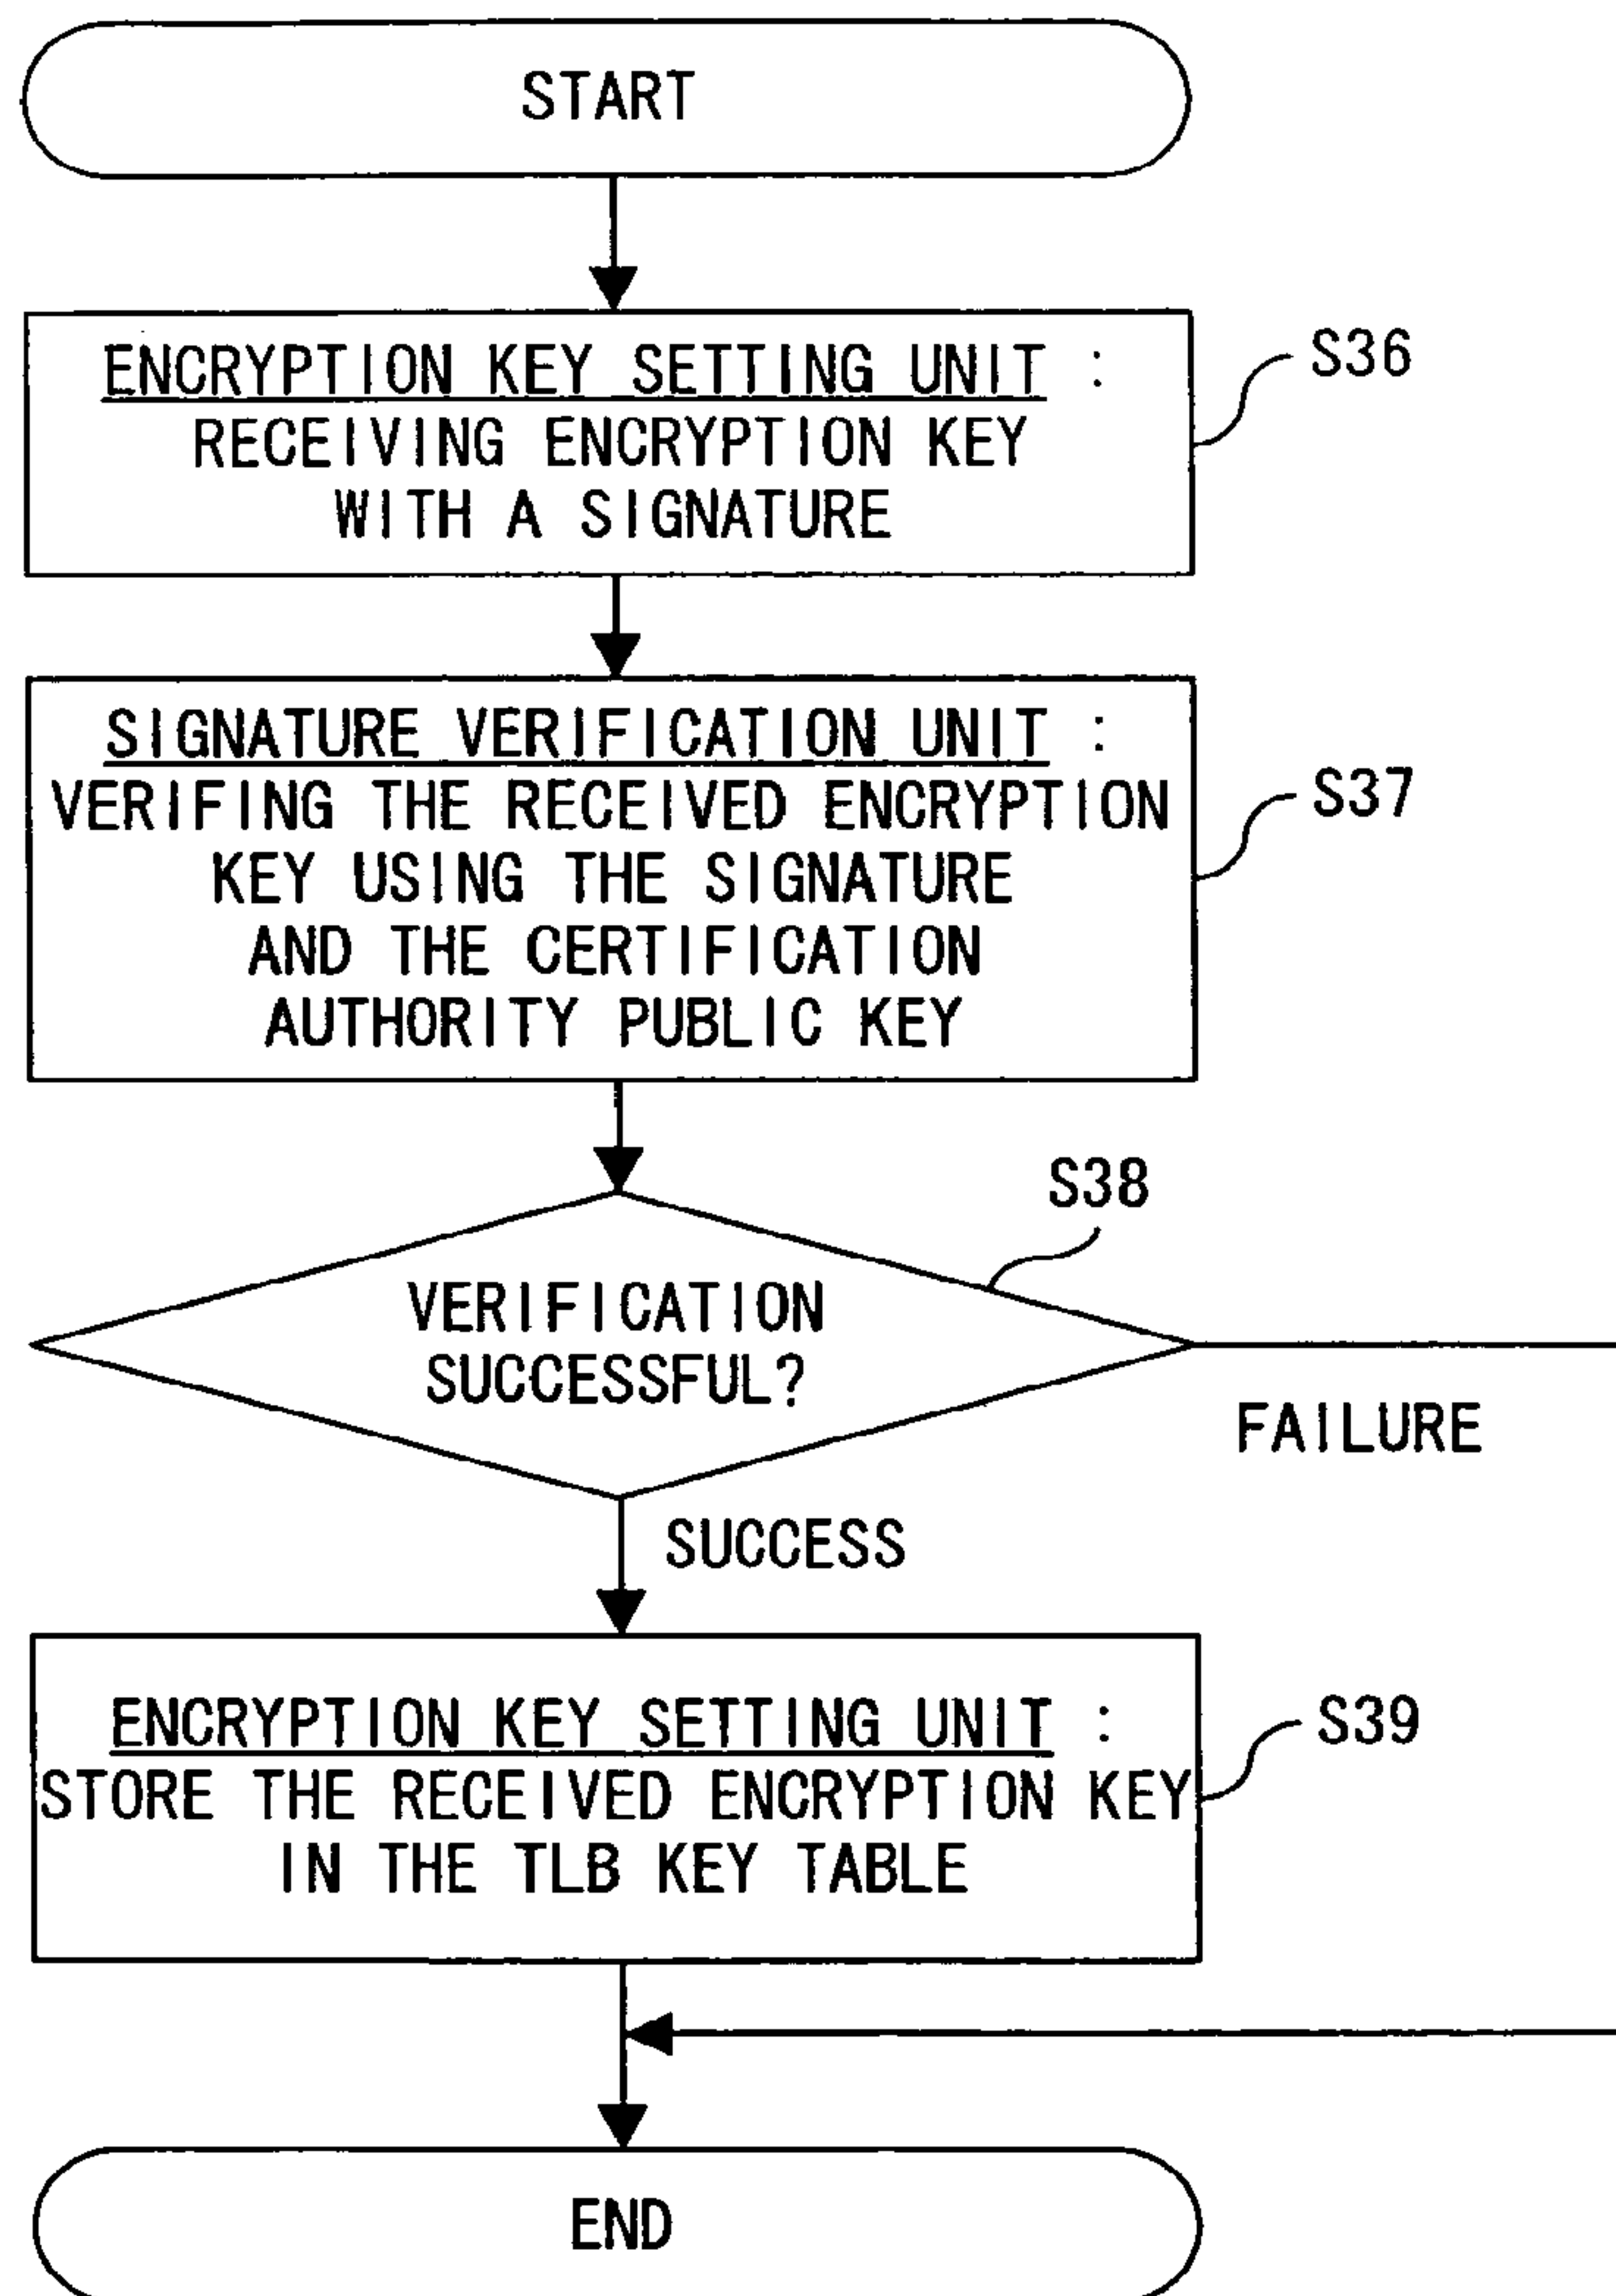 START
ENCRYPTION KEY SETTING UNIT :
RECEIVING ENCRYPTION KEY
WITH A SIGNATURE
S36
SIGNATURE VERIFICATION UNIT :
VERIFING THE RECEIVED ENCRYPTION
KEY USING THE SIGNATURE
AND THE CERTIFICATION
AUTHORITY PUBLIC KEY
S37
S38
VERIFICATION
SUCCESSFUL?
FAILURE
SUCCESS
ENCRYPTION KEY SETTING UNIT :
STORE THE RECEIVED ENCRYPTION KEY
IN THE TLB KEY TABLE
S39
END